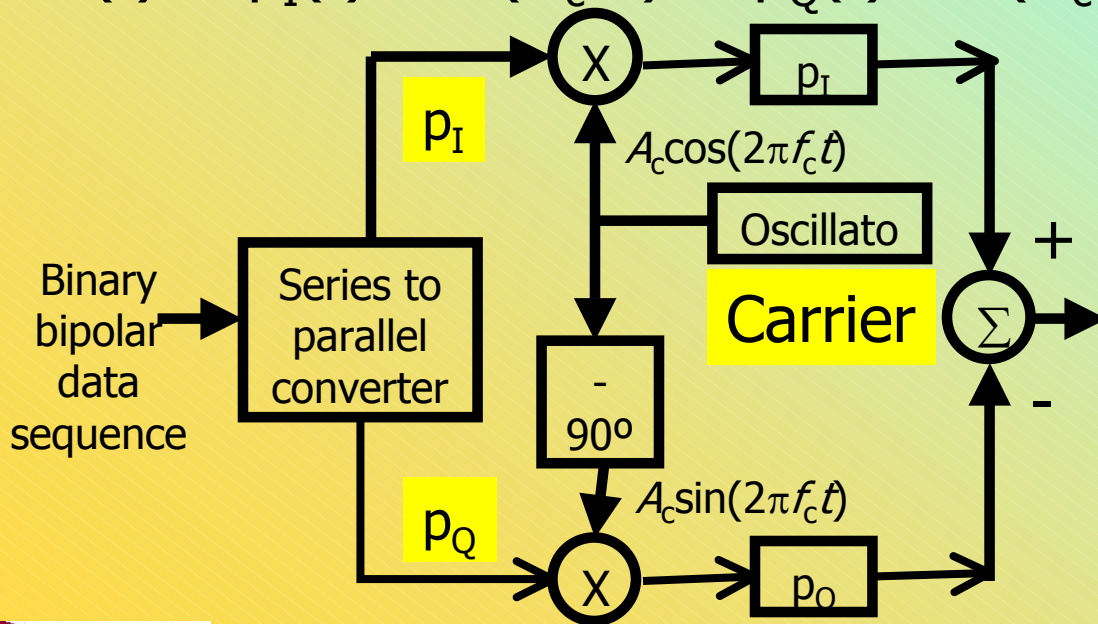 X
p_I
p_I
A_c cos(2πf_c t)
Oscillato
+
Binary
bipolar
data
sequence
Series to
parallel
converter
Carrier
Σ
-
90º
-
A_c sin(2πf_c t)
p_Q
X
p_O